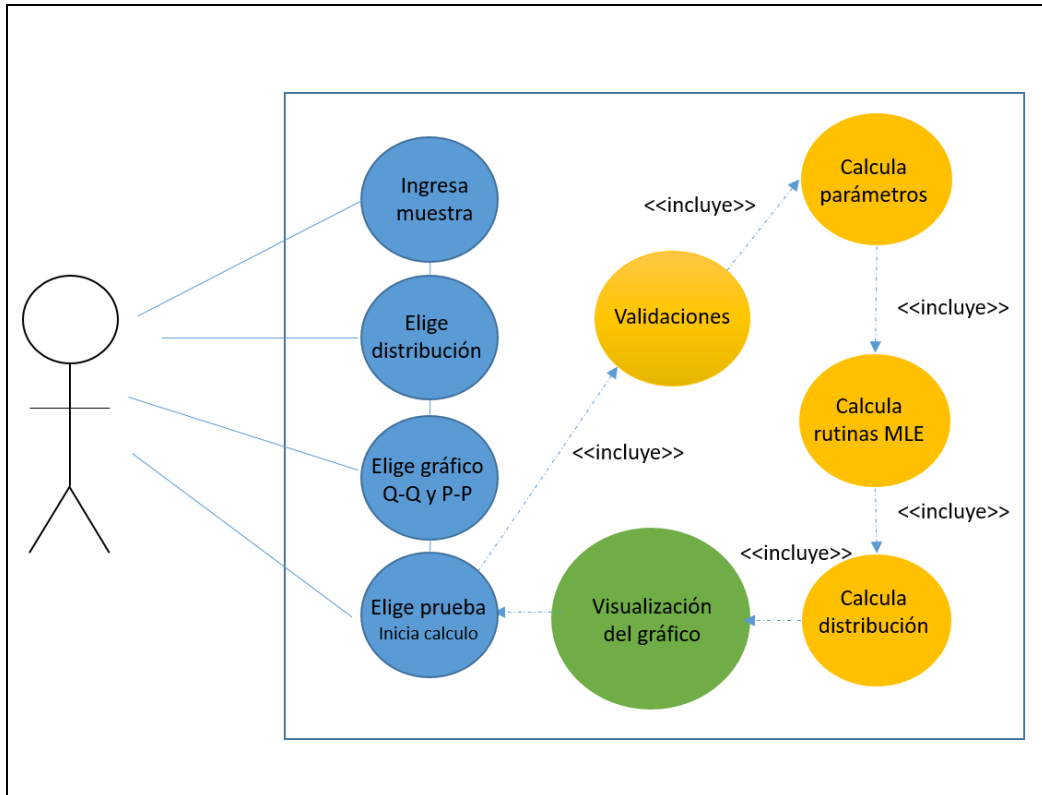 Ingresa
muestra
Elige
distribución
Elige gráfico
Q-Q y P-P
Elige prueba
Inicia calculo
<<incluye>>
Validaciones
<<incluye>>
Calcula
parámetros
<<incluye>>
Calcula
rutinas MLE
<<incluye>>
Calcula
distribución
<<incluye>>
Visualización
del gráfico